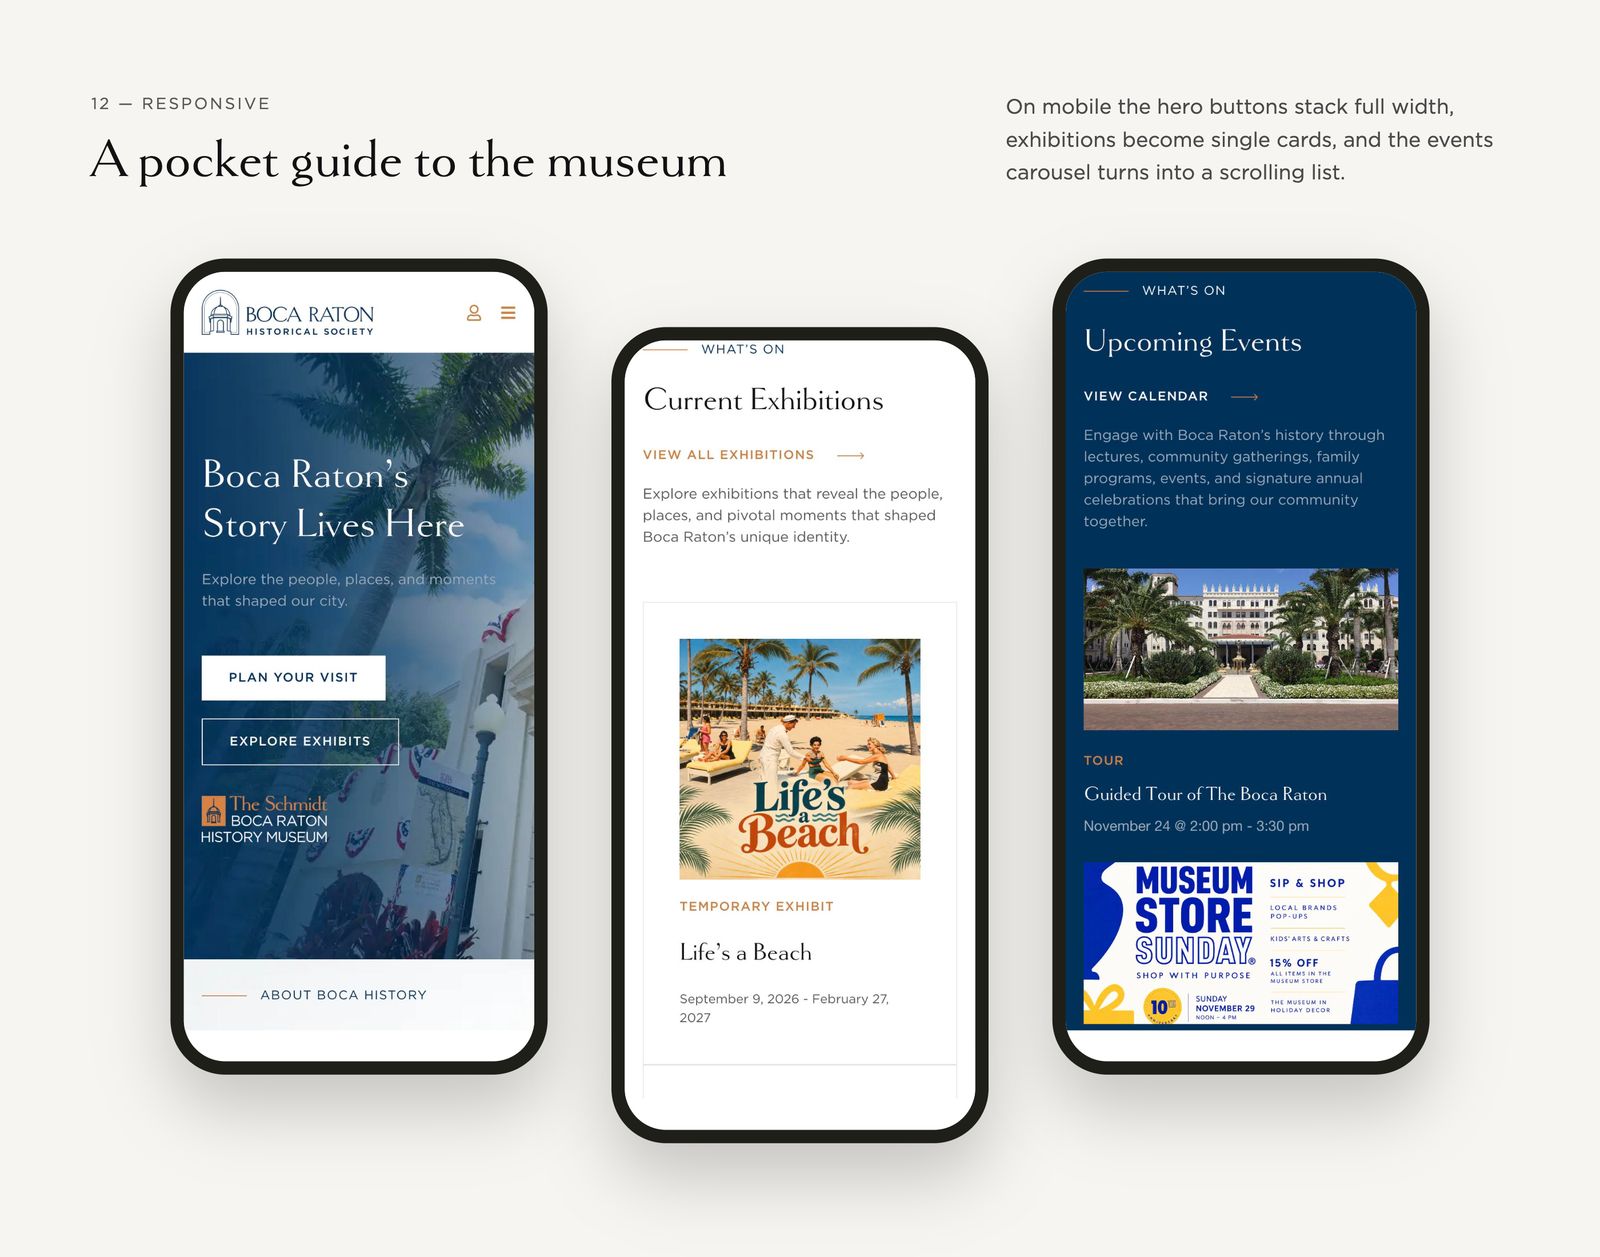 12 — RESPONSIVE
A pocket guide to the museum
On mobile the hero buttons stack full width,
exhibitions become single cards, and the events
carousel turns into a scrolling list.
BOCA RATON
HISTORICAL SOCIETY
Boca Raton’s
Story Lives Here
Explore the people, places, and moments
that shaped our city.
PLAN YOUR VISIT
EXPLORE EXHIBITS
The Schmidt
BOCA RATON
HISTORY MUSEUM
ABOUT BOCA HISTORY
WHAT’S ON
Current Exhibitions
VIEW ALL EXHIBITIONS
Explore exhibitions that reveal the people,
places, and pivotal moments that shaped
Boca Raton’s unique identity.
Life’s
a
Beach
TEMPORARY EXHIBIT
Life’s a Beach
September 9, 2026 - February 27,
2027
WHAT’S ON
Upcoming Events
VIEW CALENDAR
Engage with Boca Raton’s history through
lectures, community gatherings, family
programs, events, and signature annual
celebrations that bring our community
together.
TOUR
Guided Tour of The Boca Raton
November 24 @ 2:00 pm - 3:30 pm
MUSEUM
STORE
SUNDAY®
SHOP WITH PURPOSE
10TH
ANNIVERSARY
SUNDAY
NOVEMBER 29
NOON – 4 PM
SIP & SHOP
LOCAL BRANDS
POP-UPS
KIDS' ARTS & CRAFTS
15% OFF
ALL ITEMS IN THE
MUSEUM STORE
THE MUSEUM IN
HOLIDAY DECOR